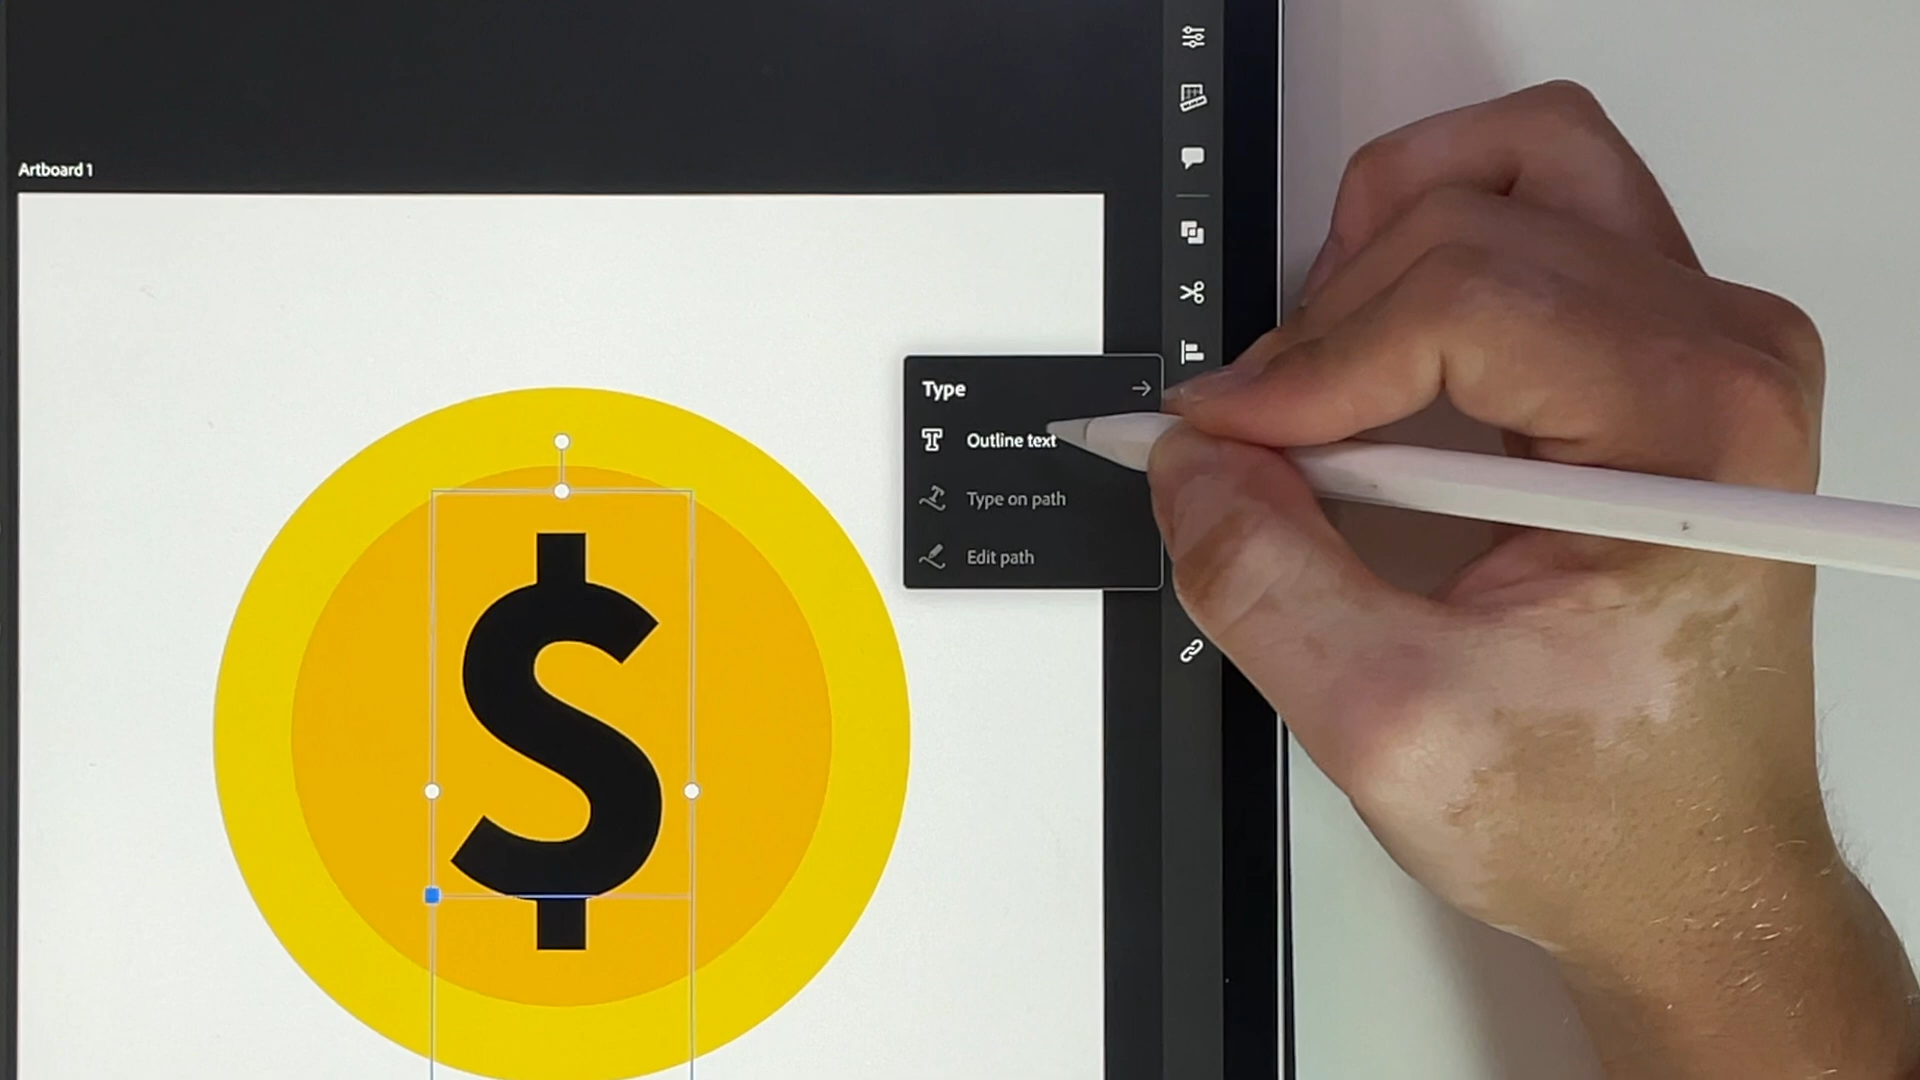 Artboard 1
Type
Outline text
Type on path
Edit path
$